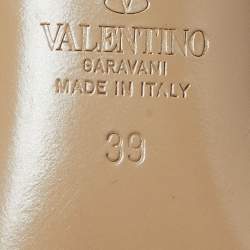 VALENTINO
GARAVANI
MADE IN ITALY
39